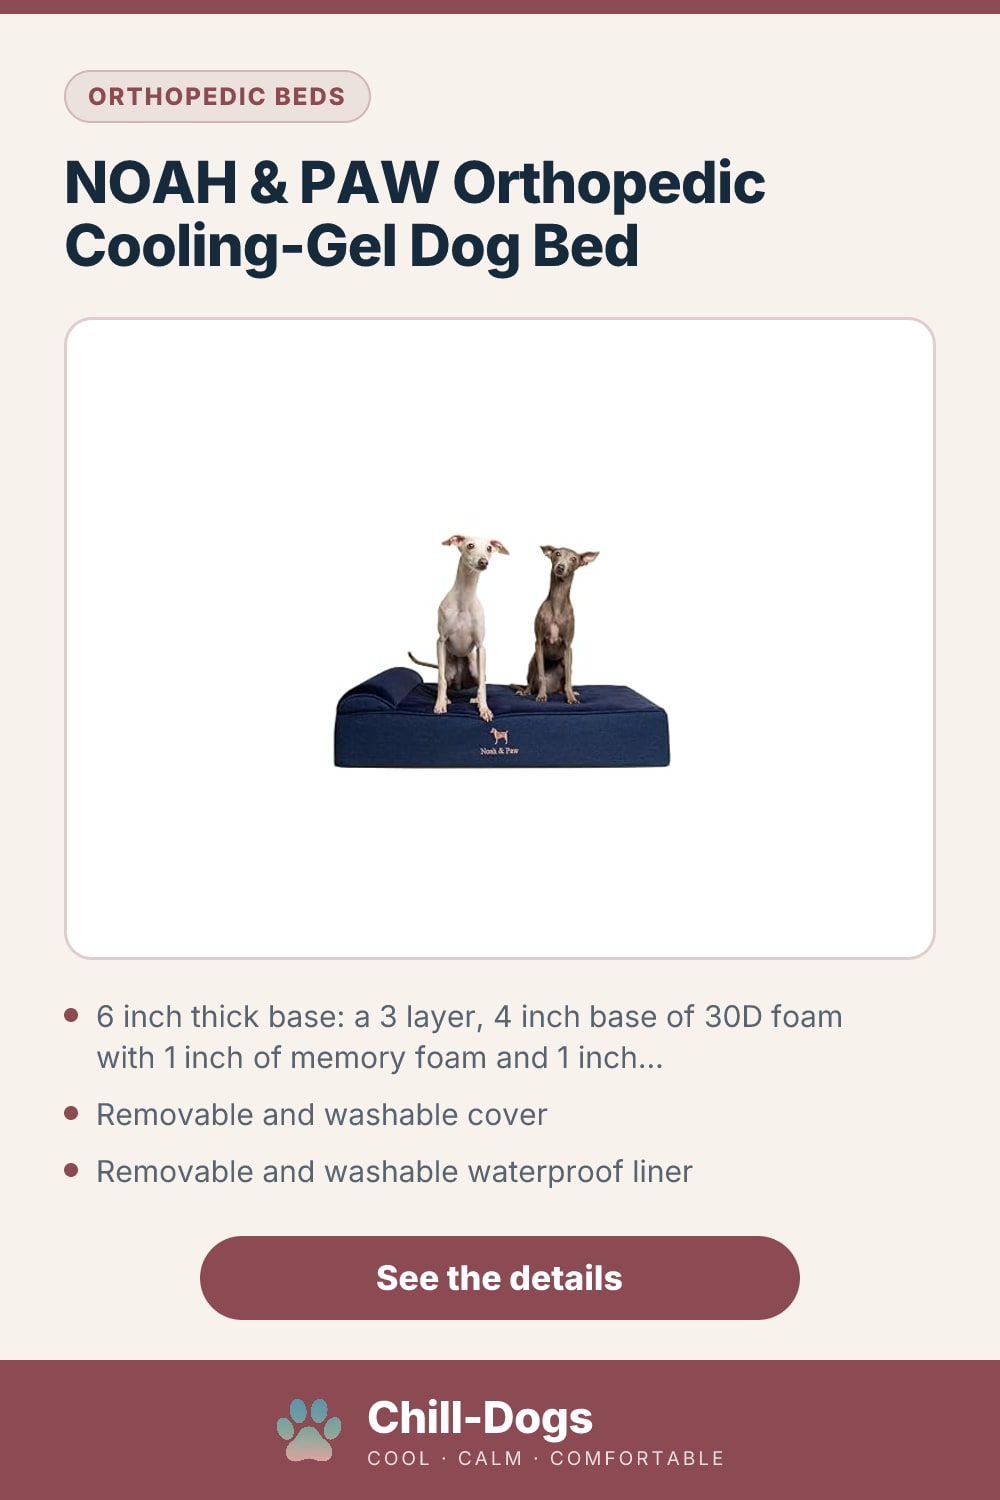 ORTHOPEDIC BEDS
NOAH & PAW Orthopedic
Cooling-Gel Dog Bed
Noah & Paw
6 inch thick base: a 3 layer, 4 inch base of 30D foam
with 1 inch of memory foam and 1 inch...
Removable and washable cover
Removable and washable waterproof liner
See the details
Chill-Dogs
COOL · CALM · COMFORTABLE